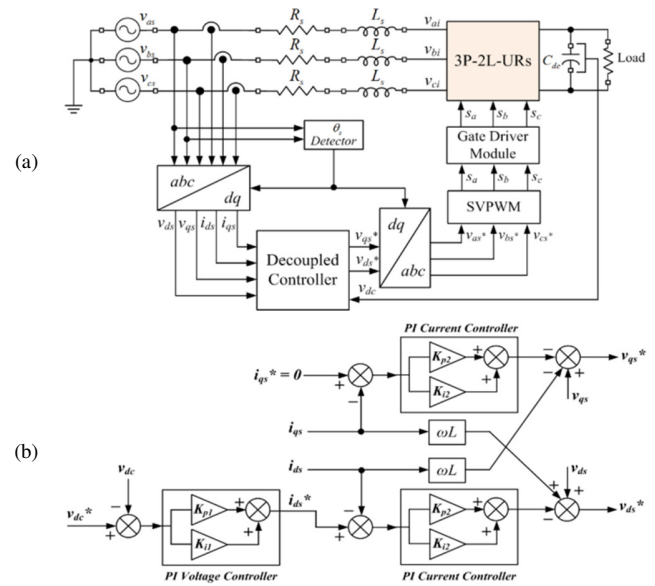 (a)
v_as
R_s
L_s
v_ai
v_bs
R_s
L_s
v_bi
v_cs
R_s
L_s
v_ci
3P-2L-URs
C_dc
Load
s_a s_b s_c
Gate Driver
Module
s_a s_b s_c
SVPWM
v_as* v_bs* v_cs*
θ_s
Detector
abc
dq
v_ds v_qs i_ds i_qs
Decoupled
Controller
v_qs*
v_ds*
v_dc
dq
abc
(b)
PI Current Controller
K_p2
K_i2
+
+
i_qs* = 0
+
−
−
−
+
v_qs*
v_qs
i_qs
ωL
i_ds
ωL
v_dc
v_dc*
−
+
K_p1
K_i1
+
+
PI Voltage Controller
i_ds*
−
+
K_p2
K_i2
+
+
PI Current Controller
v_ds
+
+
−
v_ds*